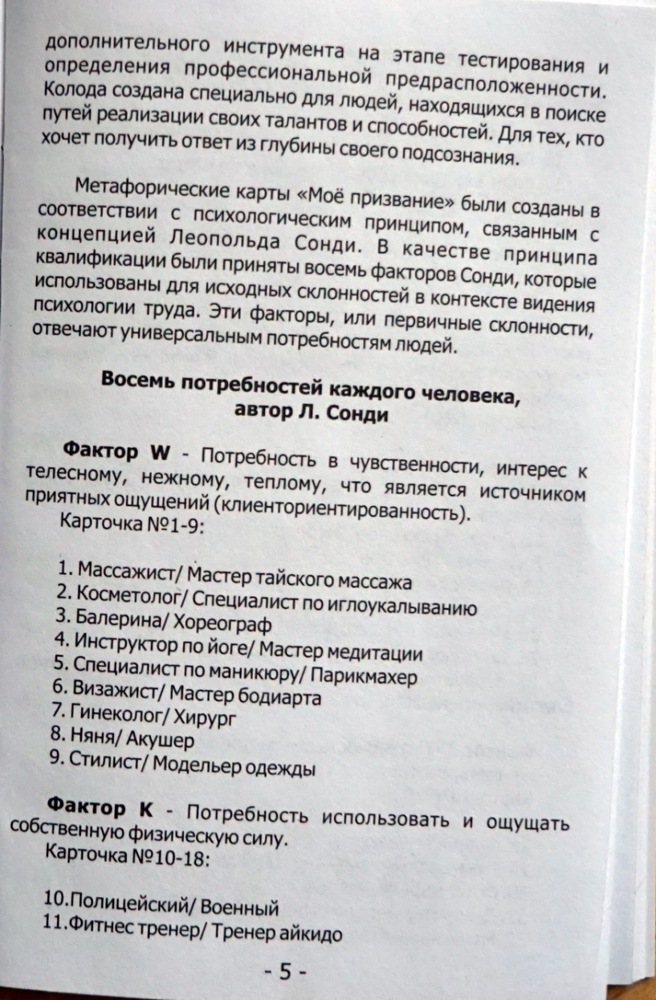 дополнительного инструмента на этапе тестирования и
определения профессиональной предрасположенности.
Колода создана специально для людей, находящихся в поиске
путей реализации своих талантов и способностей. Для тех, кто
хочет получить ответ из глубины своего подсознания.
Метафорические карты «Моё призвание» были созданы в
соответствии с психологическим принципом, связанным с
концепцией Леопольда Сонди. В качестве принципа
квалификации были приняты восемь факторов Сонди, которые
использованы для исходных склонностей в контексте видения
психологии труда. Эти факторы, или первичные склонности,
отвечают универсальным потребностям людей.
Восемь потребностей каждого человека,
автор Л. Сонди
Фактор W - Потребность в чувственности, интерес к
телесному, нежному, теплому, что является источником
приятных ощущений (клиенториентированность).
Карточка №1-9:
1. Массажист/ Мастер тайского массажа
2. Косметолог/ Специалист по иглоукалыванию
3. Балерина/ Хореограф
4. Инструктор по йоге/ Мастер медитации
5. Специалист по маникюру/ Парикмахер
6. Визажист/ Мастер бодиарта
7. Гинеколог/ Хирург
8. Няня/ Акушер
9. Стилист/ Модельер одежды
Фактор K - Потребность использовать и ощущать
собственную физическую силу.
Карточка №10-18:
10.Полицейский/ Военный
11.Фитнес тренер/ Тренер айкидо
- 5 -